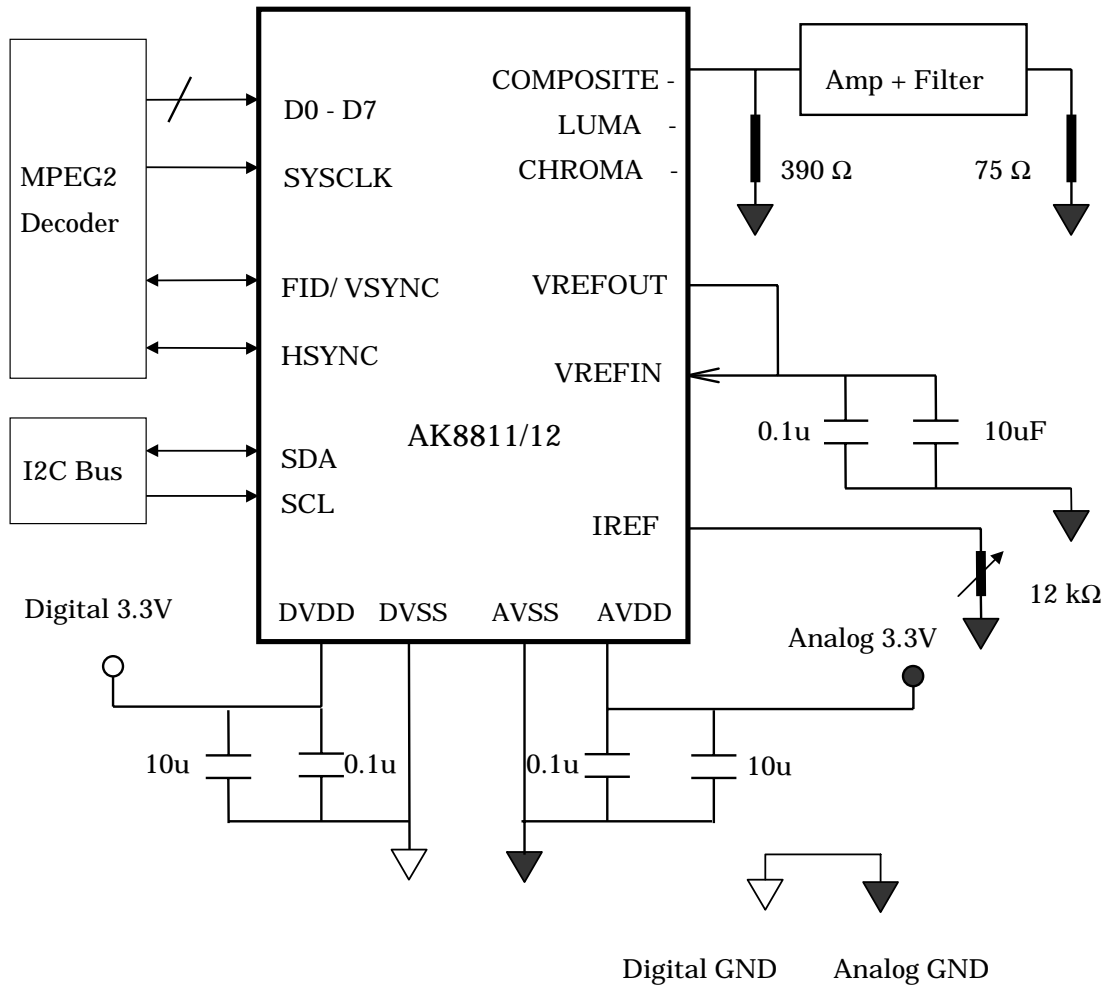 MPEG2
Decoder
I2C Bus
D0 - D7
SYSCLK
FID/ VSYNC
HSYNC
SDA
SCL
COMPOSITE -
LUMA -
CHROMA -
VREFOUT
VREFIN
AK8811/12
IREF
DVDD DVSS AVSS AVDD
Amp + Filter
390 Ω
75 Ω
0.1u
10uF
12 kΩ
Digital 3.3V
Analog 3.3V
10u
0.1u
0.1u
10u
Digital GND
Analog GND